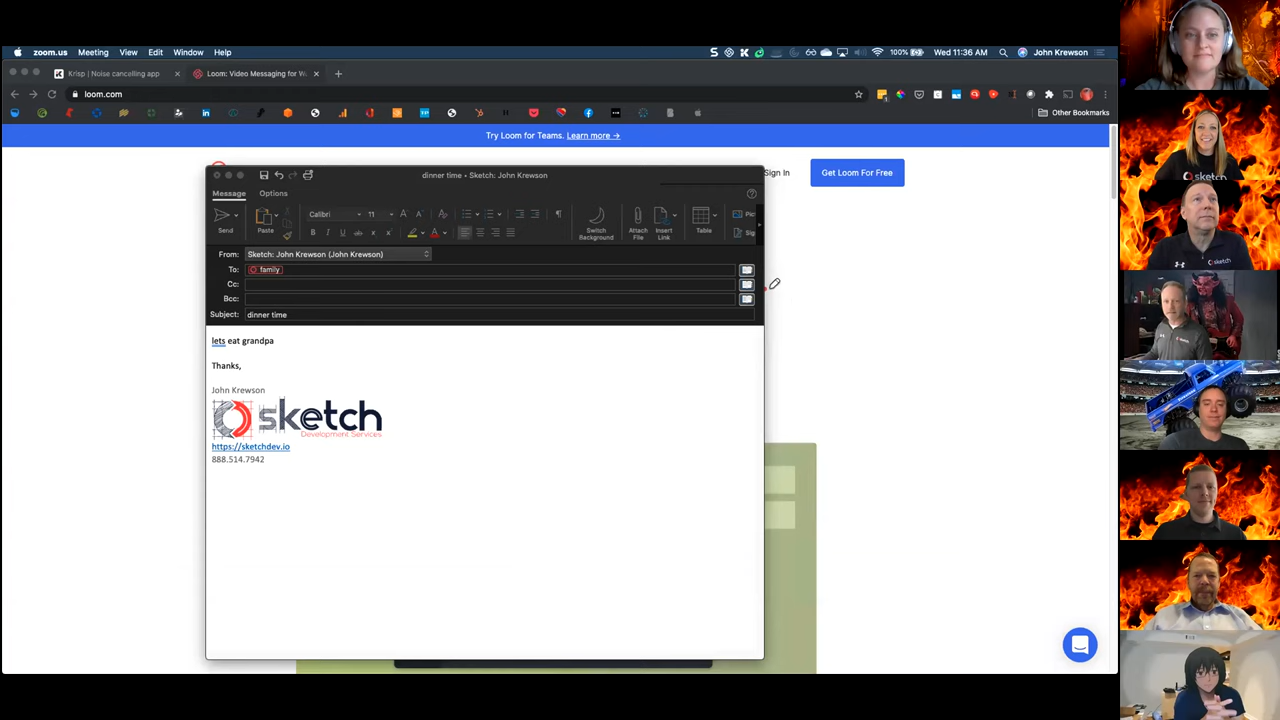 zoom.us Meeting View Edit Window Help
100% Wed 11:36 AM John Krewson
Krisp | Noise cancelling app
Loom: Video Messaging for W
loom.com
Other Bookmarks
Try Loom for Teams. Learn more →
Sign In
Get Loom For Free
dinner time • Sketch: John Krewson
Message Options
Send
Paste
Calibri 11
Switch Background
Attach File
Insert Link
Table
Pic
Sig
From: Sketch: John Krewson (John Krewson)
To: family
Cc:
Bcc:
Subject: dinner time
lets eat grandpa
Thanks,
John Krewson
sketch
Development Services
https://sketchdev.io
888.514.7942
sketch
sketch